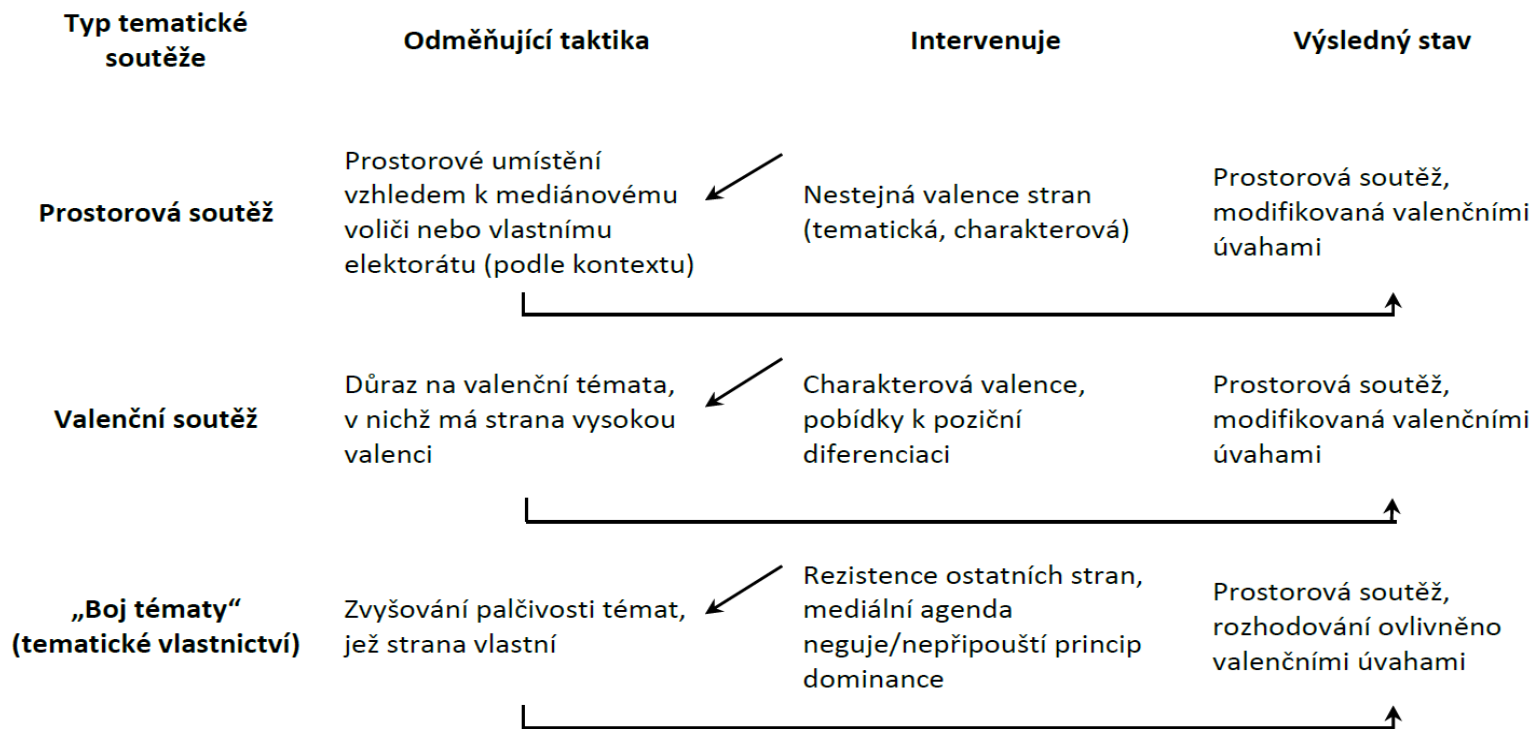 Typ tematické
soutěže
Odměňující taktika
Intervenuje
Výsledný stav
Prostorová soutěž
Prostorové umístění
vzhledem k mediánovému
voliči nebo vlastnímu
elektorátu (podle kontextu)
Nestejná valence stran
(tematická, charakterová)
Prostorová soutěž,
modifikovaná valenčními
úvahami
Valenční soutěž
Důraz na valenční témata,
v nichž má strana vysokou
valenci
Charakterová valence,
pobídky k poziční
diferenciaci
Prostorová soutěž,
modifikovaná valenčními
úvahami
„Boj tématy“
(tematické vlastnictví)
Zvyšování palčivosti témat,
jež strana vlastní
Rezistence ostatních stran,
mediální agenda
neguje/nepřipouští princip
dominance
Prostorová soutěž,
rozhodování ovlivněno
valenčními úvahami